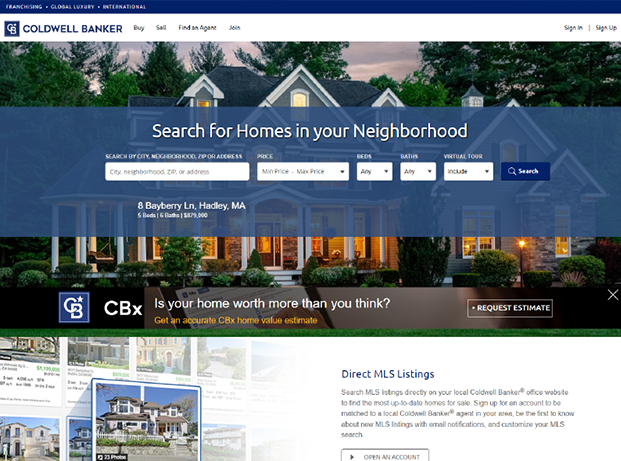 FRANCHISING • GLOBAL LUXURY • INTERNATIONAL
CB COLDWELL BANKER Buy Sell Find an Agent Join Sign In | Sign Up
Search for Homes in your Neighborhood
SEARCH BY CITY, NEIGHBORHOOD, ZIP OR ADDRESS PRICE BEDS BATHS VIRTUAL TOUR
City, neighborhood, ZIP, or address Min Price - Max Price Any Any Include Search
8 Bayberry Ln, Hadley, MA
5 Beds | 6 Baths | $879,000
CB CBx Is your home worth more than you think?
Get an accurate CBx home value estimate
REQUEST ESTIMATE
Direct MLS Listings
Search MLS listings directly on your local Coldwell Banker® office website
to find the most up-to-date homes for sale. Sign up for an account to be
matched to a local Coldwell Banker® agent in your area, be the first to know
about new MLS listings with email notifications, and customize your MLS
search.
OPEN AN ACCOUNT
23 Photos